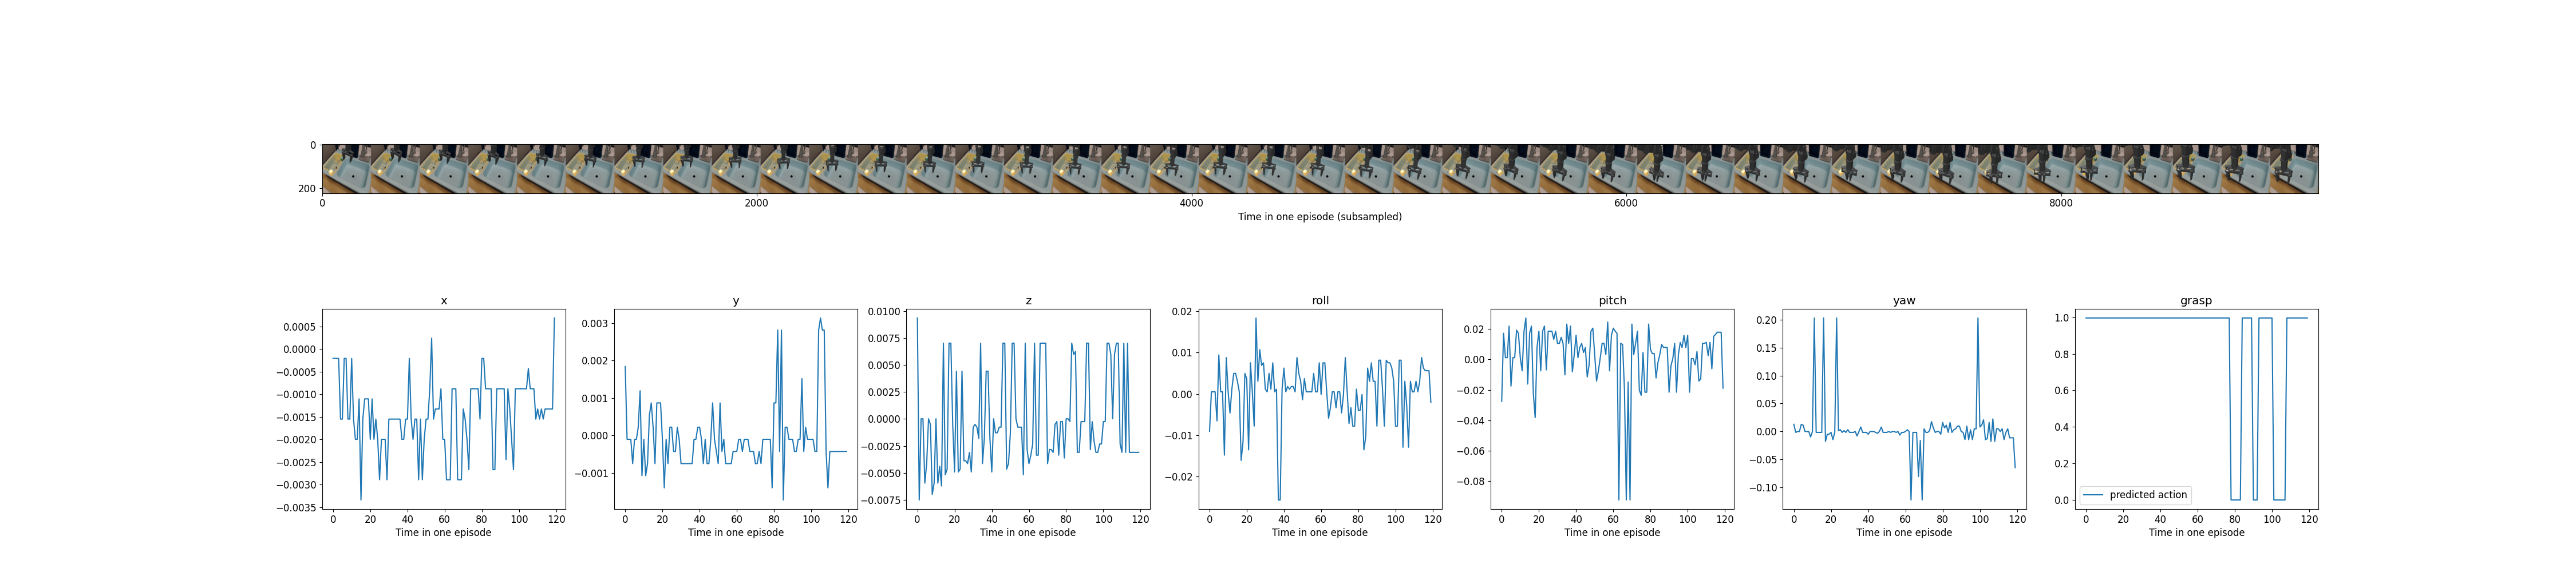 0
200
0 2000 4000 6000 8000
Time in one episode (subsampled)
x
0.0005
0.0000
−0.0005
−0.0010
−0.0015
−0.0020
−0.0025
−0.0030
−0.0035
0 20 40 60 80 100 120
Time in one episode
y
0.003
0.002
0.001
0.000
−0.001
0 20 40 60 80 100 120
Time in one episode
z
0.0100
0.0075
0.0050
0.0025
0.0000
−0.0025
−0.0050
−0.0075
0 20 40 60 80 100 120
Time in one episode
roll
0.02
0.01
0.00
−0.01
−0.02
0 20 40 60 80 100 120
Time in one episode
pitch
0.02
0.00
−0.02
−0.04
−0.06
−0.08
0 20 40 60 80 100 120
Time in one episode
yaw
0.20
0.15
0.10
0.05
0.00
−0.05
−0.10
0 20 40 60 80 100 120
Time in one episode
grasp
1.0
0.8
0.6
0.4
0.2
0.0
predicted action
0 20 40 60 80 100 120
Time in one episode